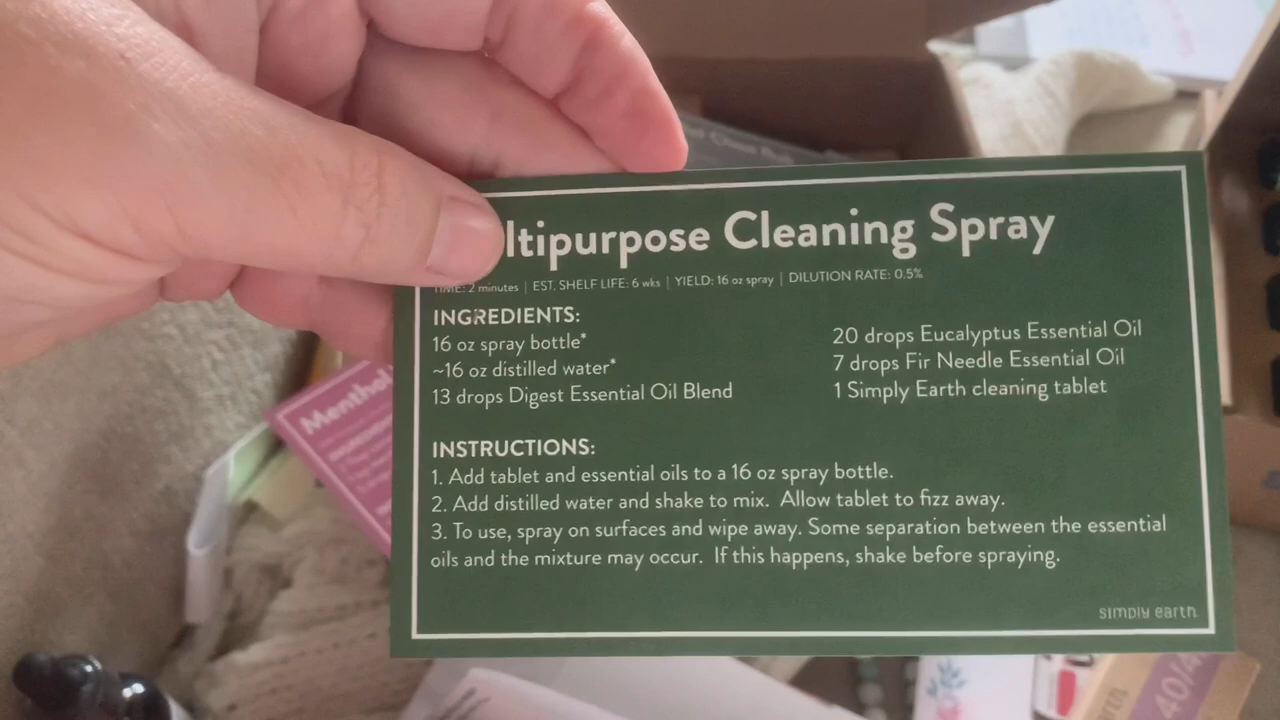 ltipurpose Cleaning Spray
TIME: 2 minutes | EST. SHELF LIFE: 6 wks | YIELD: 16 oz spray | DILUTION RATE: 0.5%
INGREDIENTS:
16 oz spray bottle*
~16 oz distilled water*
13 drops Digest Essential Oil Blend
20 drops Eucalyptus Essential Oil
7 drops Fir Needle Essential Oil
1 Simply Earth cleaning tablet
INSTRUCTIONS:
1. Add tablet and essential oils to a 16 oz spray bottle.
2. Add distilled water and shake to mix. Allow tablet to fizz away.
3. To use, spray on surfaces and wipe away. Some separation between the essential
oils and the mixture may occur. If this happens, shake before spraying.
simply earth
Menthol
40/4